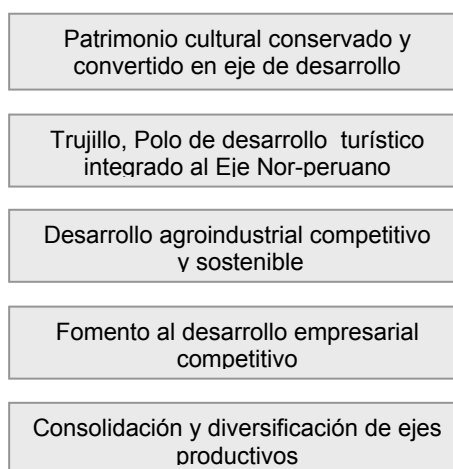 Patrimonio cultural conservado y
convertido en eje de desarrollo
Trujillo, Polo de desarrollo turístico
integrado al Eje Nor-peruano
Desarrollo agroindustrial competitivo
y sostenible
Fomento al desarrollo empresarial
competitivo
Consolidación y diversificación de ejes
productivos